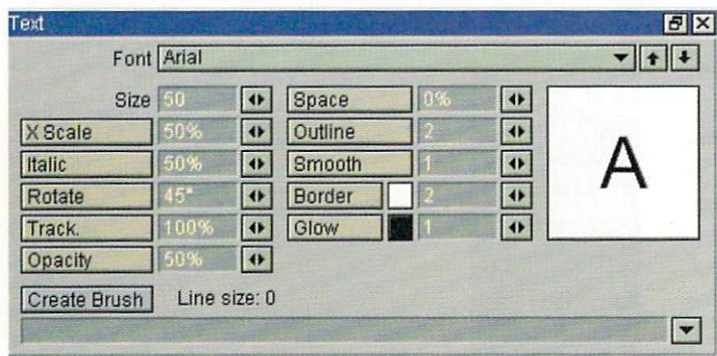 Text
Font Arial
Size 50 Space 0%
X Scale 50% Outline 2
Italic 50% Smooth 1
Rotate 45° Border 2
Track. 100% Glow 1
Opacity 50%
A
Create Brush Line size: 0